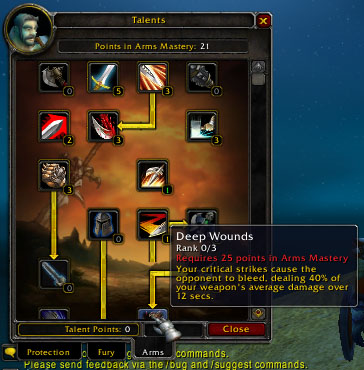 Talents
Points in Arms Mastery: 21
0 5 3 0
2 3 3
3 1
Deep Wounds
Rank 0/3
Requires 25 points in Arms Mastery
Your critical strikes cause the
opponent to bleed, dealing 40% of
your weapon's average damage over
12 secs.
0 1
0
Talent Points: 0
Close
Protection Fury Arms
commands.
Please send feedback via the /bug and /suggest commands.